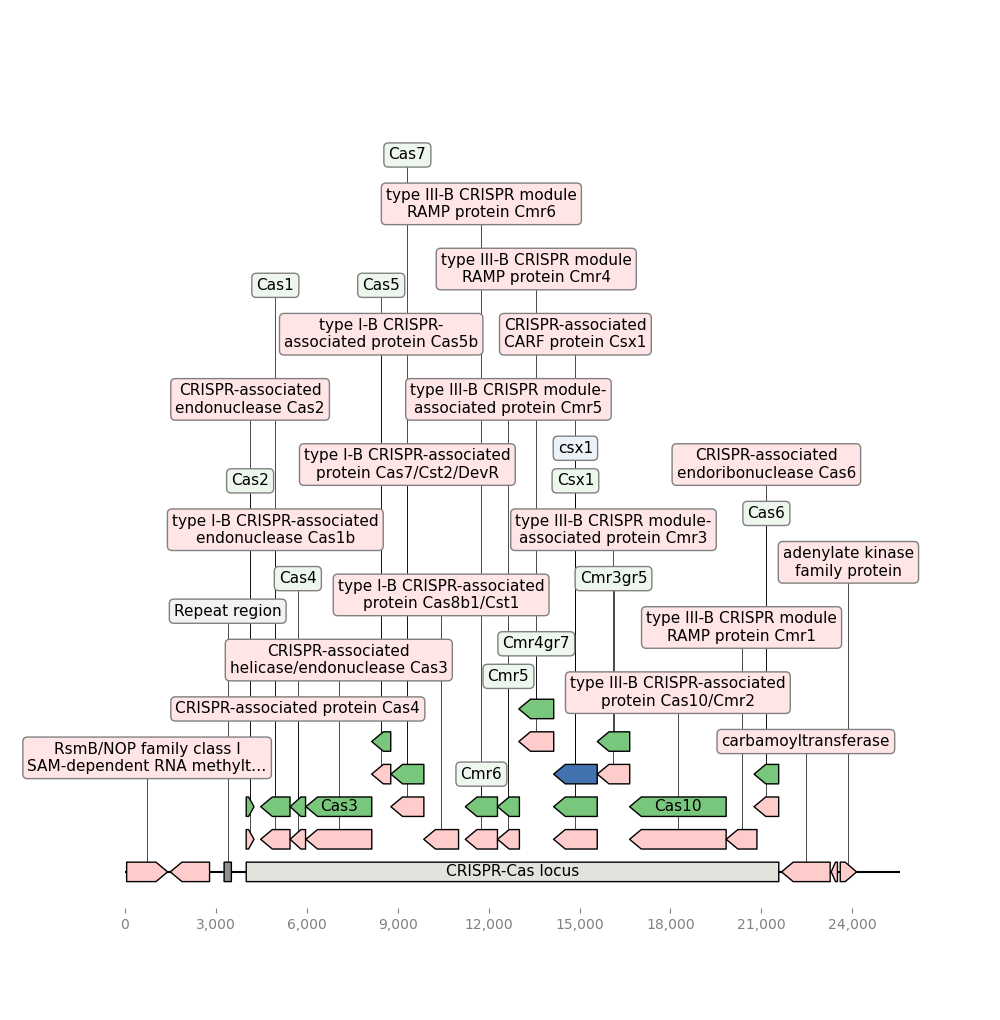 Cas7
type III-B CRISPR module
RAMP protein Cmr6
type III-B CRISPR module
RAMP protein Cmr4
Cas1
Cas5
type I-B CRISPR-
associated protein Cas5b
CRISPR-associated
CARF protein Csx1
CRISPR-associated
endonuclease Cas2
type III-B CRISPR module-
associated protein Cmr5
csx1
type I-B CRISPR-associated
protein Cas7/Cst2/DevR
CRISPR-associated
endoribonuclease Cas6
Cas2
Csx1
Cas6
type I-B CRISPR-associated
endonuclease Cas1b
type III-B CRISPR module-
associated protein Cmr3
adenylate kinase
family protein
Cas4
Cmr3gr5
type I-B CRISPR-associated
protein Cas8b1/Cst1
Repeat region
type III-B CRISPR module
RAMP protein Cmr1
Cmr4gr7
CRISPR-associated
helicase/endonuclease Cas3
Cmr5
type III-B CRISPR-associated
protein Cas10/Cmr2
CRISPR-associated protein Cas4
carbamoyltransferase
RsmB/NOP family class I
SAM-dependent RNA methylt...
Cmr6
Cas3
Cas10
CRISPR-Cas locus
0
3,000
6,000
9,000
12,000
15,000
18,000
21,000
24,000